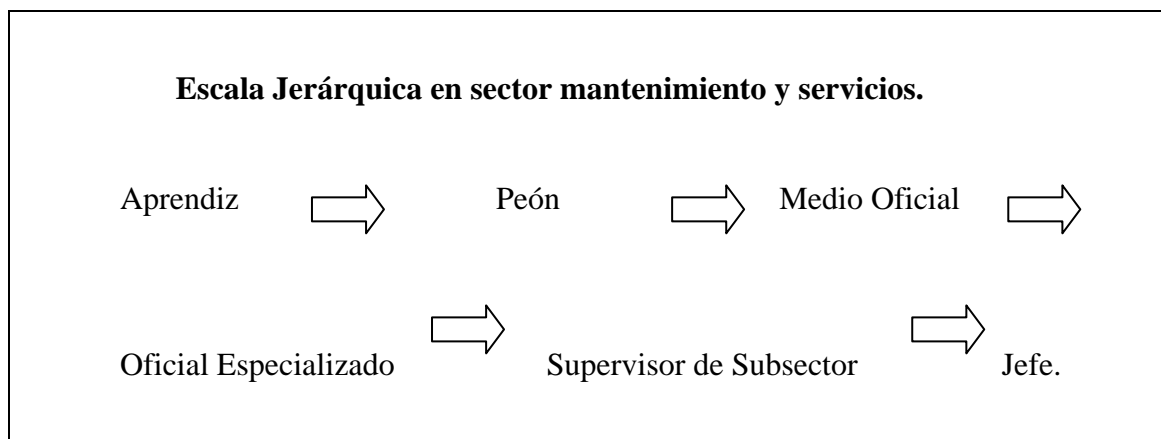 Escala Jerárquica en sector mantenimiento y servicios.
Aprendiz Peón Medio Oficial
Oficial Especializado Supervisor de Subsector Jefe.